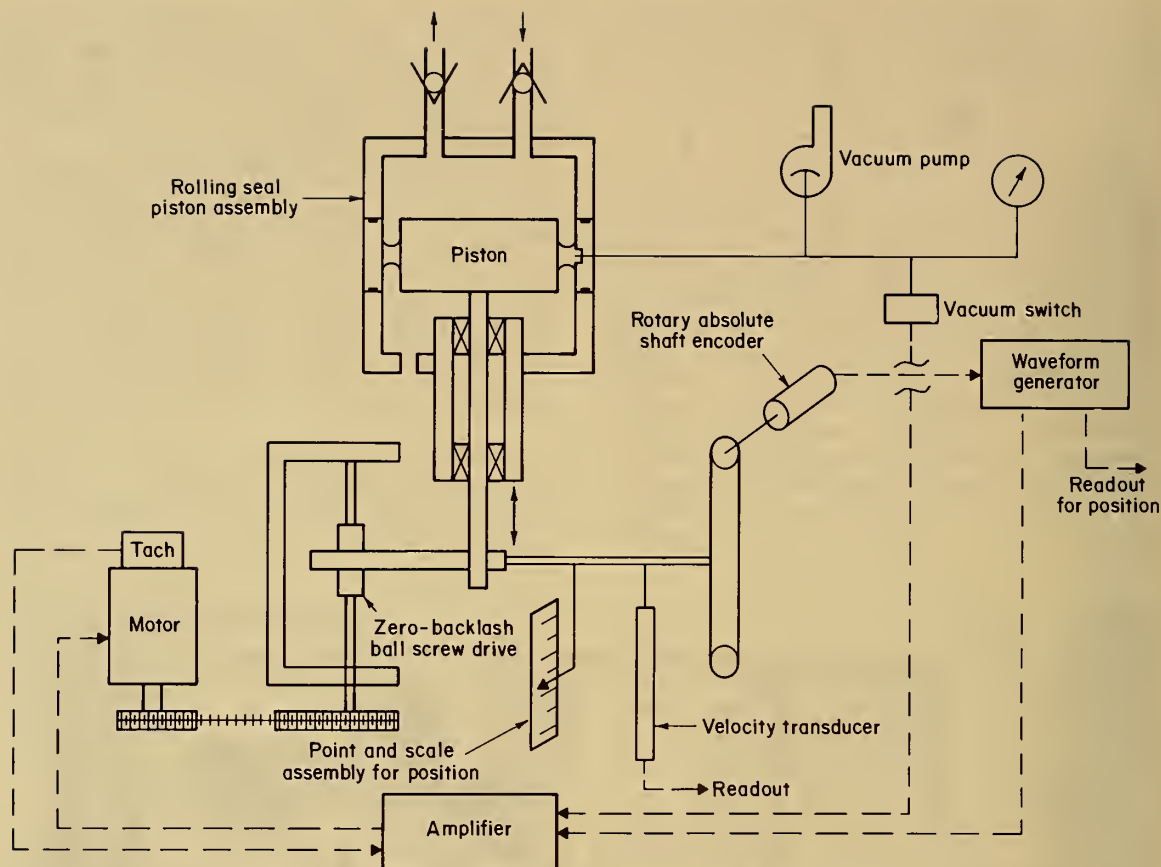 Rolling seal
piston assembly
Piston
Vacuum pump
Vacuum switch
Rotary absolute
shaft encoder
Waveform
generator
Readout
for position
Tach
Motor
Zero-backlash
ball screw drive
Point and scale
assembly for position
Velocity transducer
Readout
Amplifier